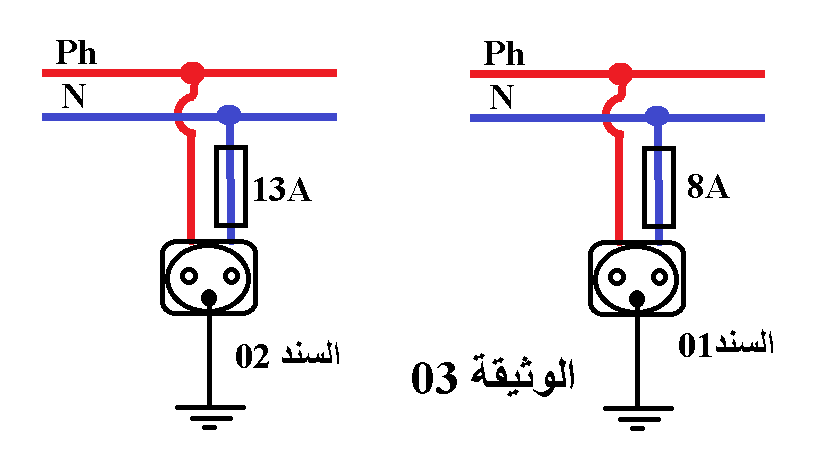 Ph
N
13A
السند 02
Ph
N
8A
السند01
الوثيقة 03